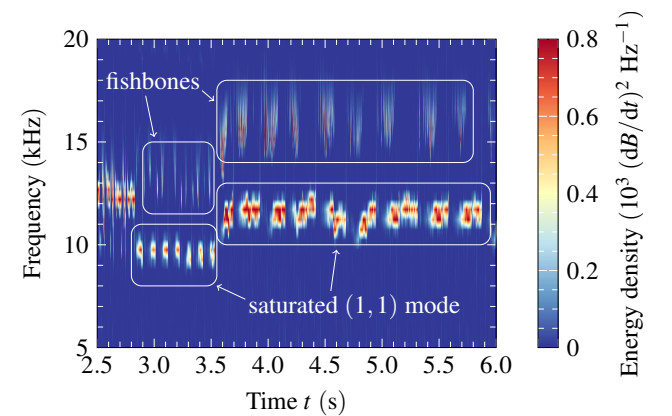 20
15
10
5
2.5 3.0 3.5 4.0 4.5 5.0 5.5 6.0
Frequency (kHz)
Time t (s)
fishbones
saturated (1,1) mode
0.8
0.6
0.4
0.2
0
Energy density (10³ (dB/dt)² Hz⁻¹